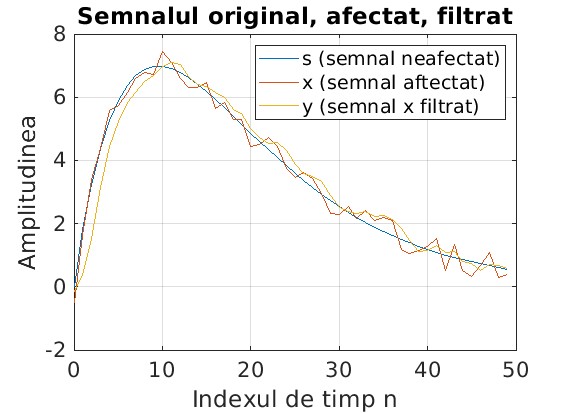 Semnalul original, afectat, filtrat
8
6
4
2
0
-2
Amplitudinea
s (semnal neafectat)
x (semnal aftectat)
y (semnal x filtrat)
0 10 20 30 40 50
Indexul de timp n